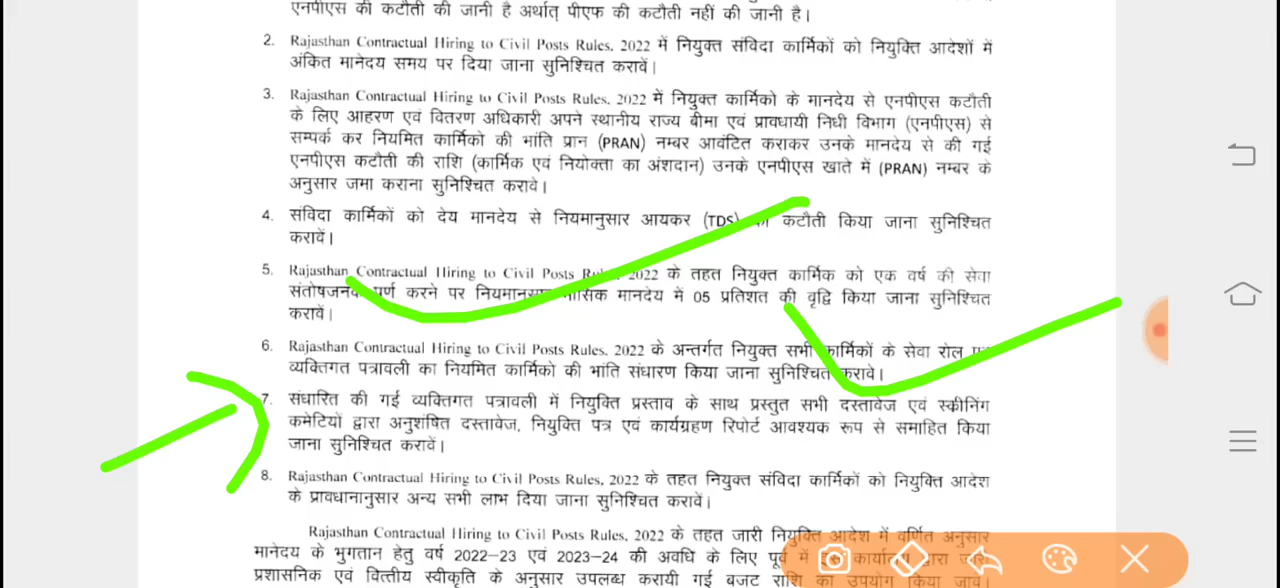 एनपीएस की कटौती की जानी है अर्थात् पीएफ की कटौती नहीं की जानी है।
2. Rajasthan Contractual Hiring to Civil Posts Rules, 2022 में नियुक्त संविदा कार्मिकों को नियुक्ति आदेशों में
अंकित मानेदय समय पर दिया जाना सुनिश्चित करावें।
3. Rajasthan Contractual Hiring to Civil Posts Rules, 2022 में नियुक्त कार्मिको के मानदेय से एनपीएस कटौती
के लिए आहरण एवं वितरण अधिकारी अपने स्थानीय राज्य बीमा एवं प्रावधायी निधी विभाग (एनपीएस) से
सम्पर्क कर नियमित कार्मिकों की भांति प्रान (PRAN) नम्बर आवंटित कराकर उनके मानदेय से की गई
एनपीएस कटौती की राशि (कार्मिक एवं नियोक्ता का अंशदान) उनके एनपीएस खाते में (PRAN) नम्बर के
अनुसार जमा कराना सुनिश्चित करावे।
4. संविदा कार्मिकों को देय मानदेय से नियमानुसार आयकर (TDS) कटौती किया जाना सुनिश्चित
करावें।
5. Rajasthan Contractual Hiring to Civil Posts 2022 के तहत नियुक्त कार्मिक को एक वर्ष की सेवा
करने पर मानदेय में 05 प्रतिशत की वृद्दि किया जाना सुनिश्चित
करावें।
6. Rajasthan Contractual Hiring to Civil Posts Rules, 2022 के अन्तर्गत नियुक्त सभी कार्मिकों के सेवा रोल
व्यक्तिगत पत्रावली का नियमित कार्मिकों की भांति संधारण किया जाना सुनिश्चित करावे।
7. संधारित की गई व्यक्तिगत पत्रावली में नियुक्ति प्रस्ताव के साथ प्रस्तुत सभी दस्तावेज एवं स्कीनिंग
कमेटियों द्वारा अनुशंषित दस्तावेज, नियुक्ति पत्र एवं कार्यग्रहण रिपोर्ट आवश्यक रूप से समाहित किया
जाना सुनिश्चित करावें।
8. Rajasthan Contractual Hiring to Civil Posts Rules, 2022 के तहत नियुक्त संविदा कार्मिकों को नियुक्ति आदेश
के प्रावधानानुसार अन्य सभी लाभ दिया जाना सुनिश्चित करावें।
Rajasthan Contractual Hiring to Civil Posts Rules, 2022 के तहत जारी नियुक्ति आदेश में वर्णित अनुसार
मानेदय के भुगतान हेतु वर्ष 2022-23 एवं 2023-24 की अवधि के लिए पूर्व में
प्रशासनिक एवं वित्तीय स्वीकृति के अनुसार उपलब्ध करायी गई बजट राशि का उपयोग किया जावे।